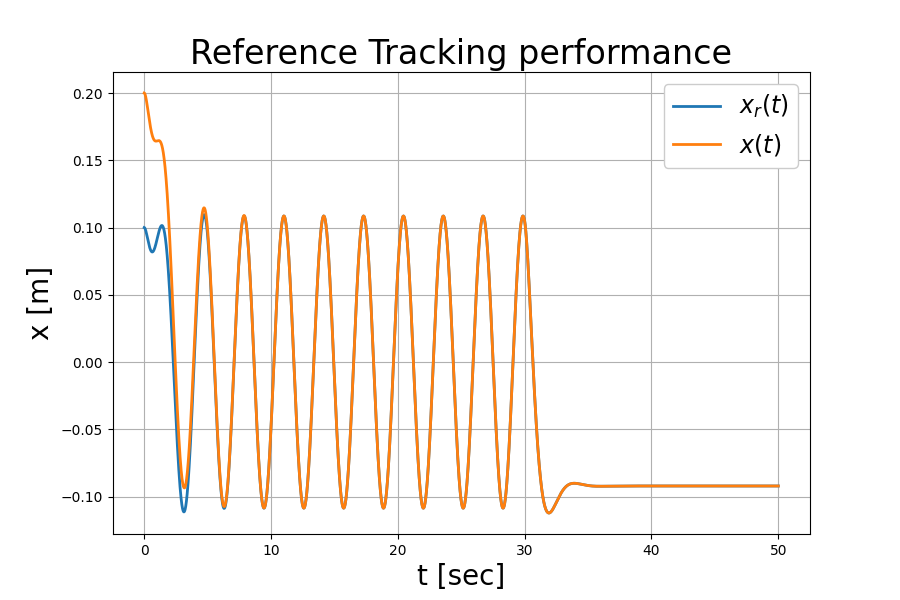 Reference Tracking performance
x_r(t)
x(t)
0.20
0.15
0.10
0.05
0.00
−0.05
−0.10
x [m]
0 10 20 30 40 50
t [sec]